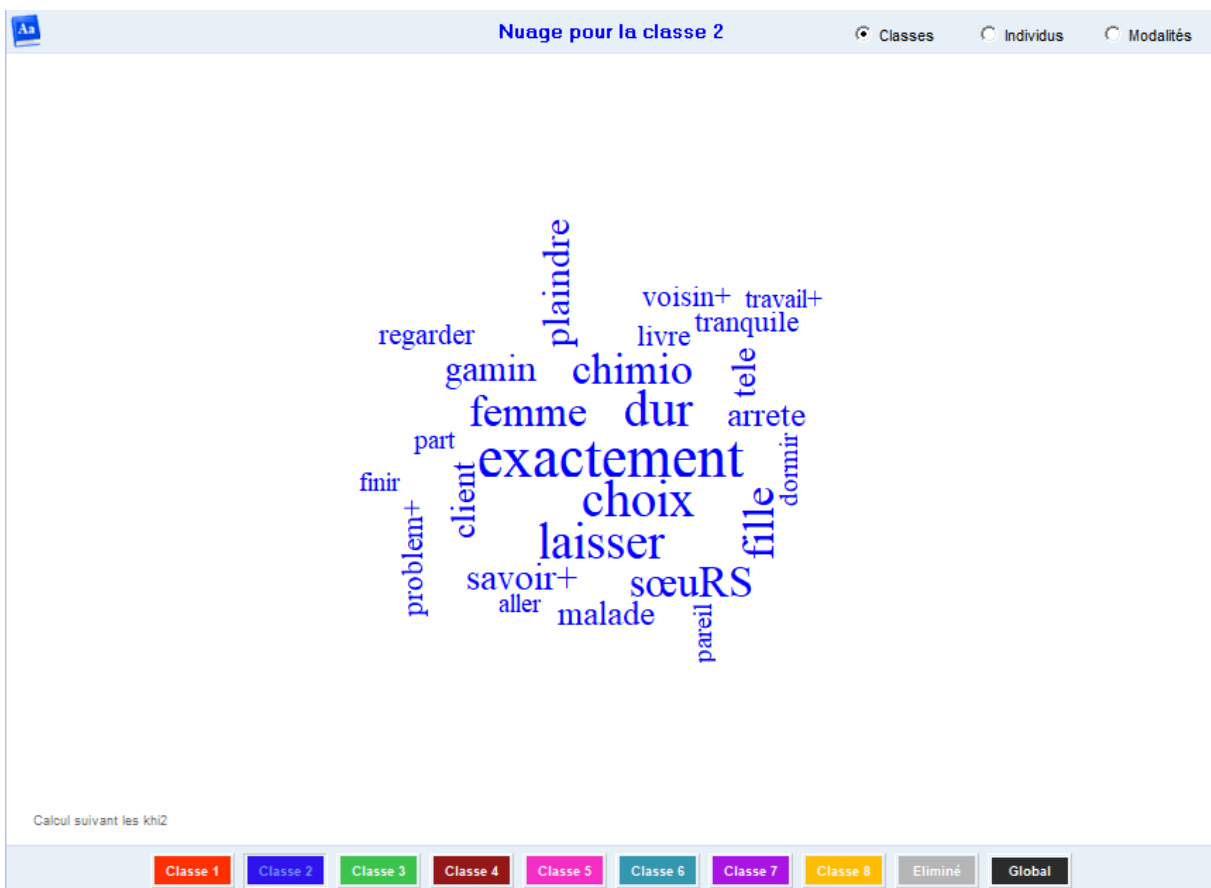 Aa
Nuage pour la classe 2
Classes
Individus
Modalités
plaindre
voisin+
travail+
regarder
livre
tranquile
gamin
chimio
tele
femme
dur
arrete
part
exactement
dormir
finir
client
choix
fille
problem+
laisser
savoir+
sœuRS
aller
malade
pareil
Calcul suivant les khi2
Classe 1
Classe 2
Classe 3
Classe 4
Classe 5
Classe 6
Classe 7
Classe 8
Eliminé
Global